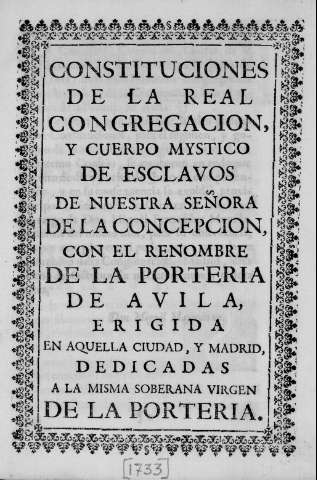 CONSTITUCIONES
DE LA REAL
CONGREGACION,
Y CUERPO MYSTICO
DE ESCLAVOS
DE NUESTRA SEÑORA
DE LA CONCEPCION,
CON EL RENOMBRE
DE LA PORTERIA
DE AVILA,
ERIGIDA
EN AQUELLA CIUDAD, Y MADRID,
DEDICADAS
A LA MISMA SOBERANA VIRGEN
DE LA PORTERIA.
[1733]